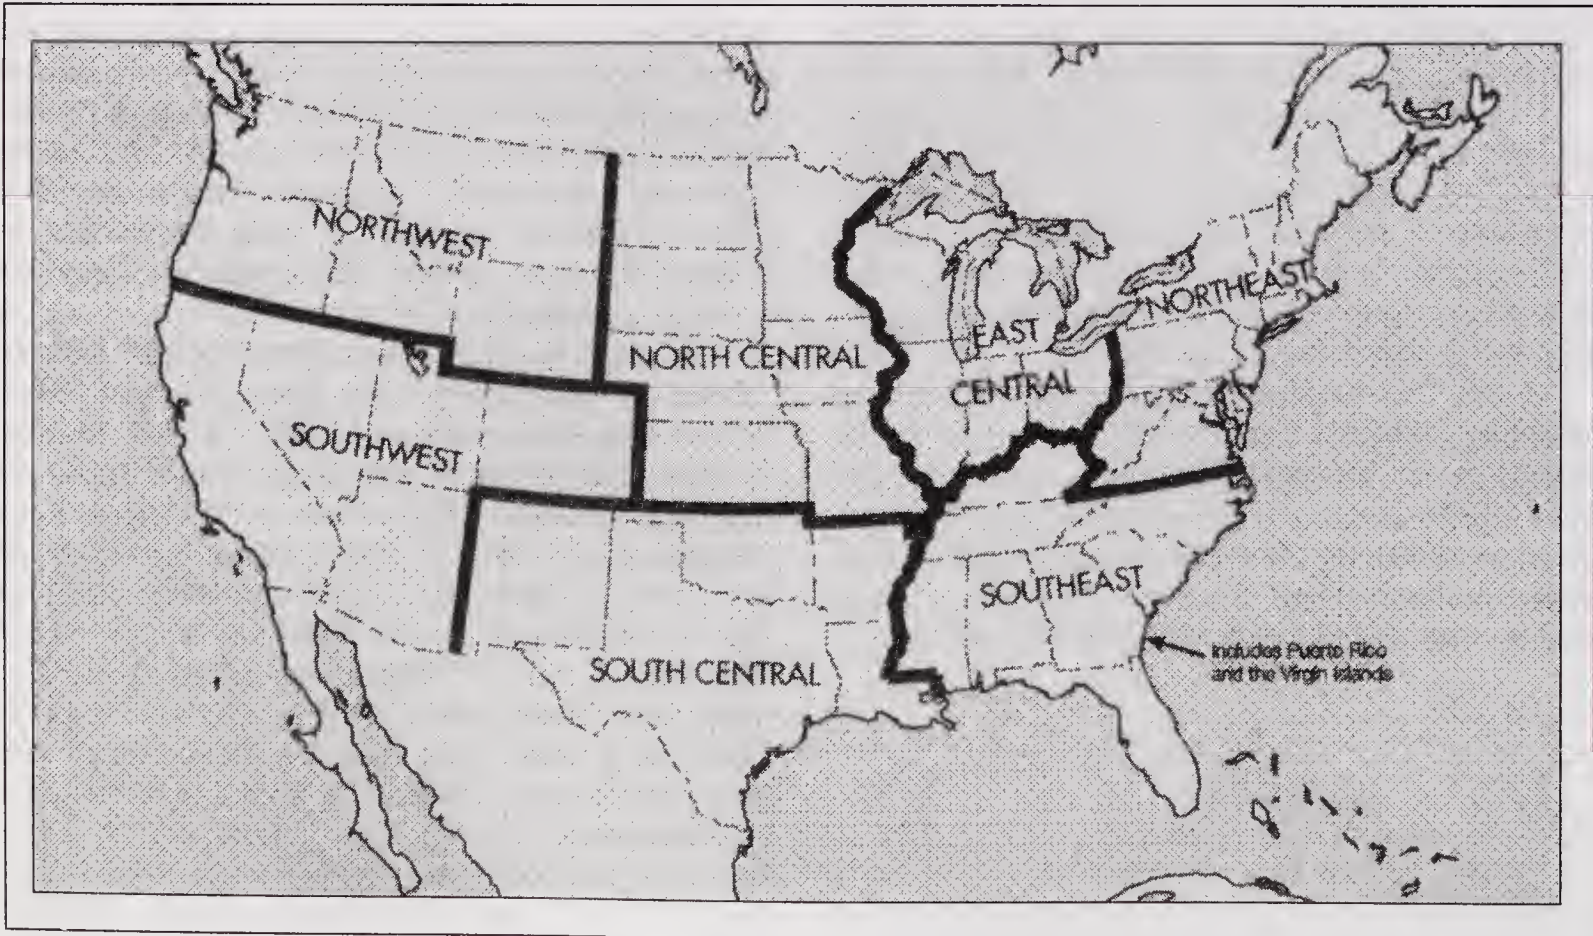 NORTHWEST
NORTHEAST
EAST
CENTRAL
NORTH CENTRAL
SOUTHWEST
SOUTHEAST
SOUTH CENTRAL
Includes Puerto Rico
and the Virgin Islands